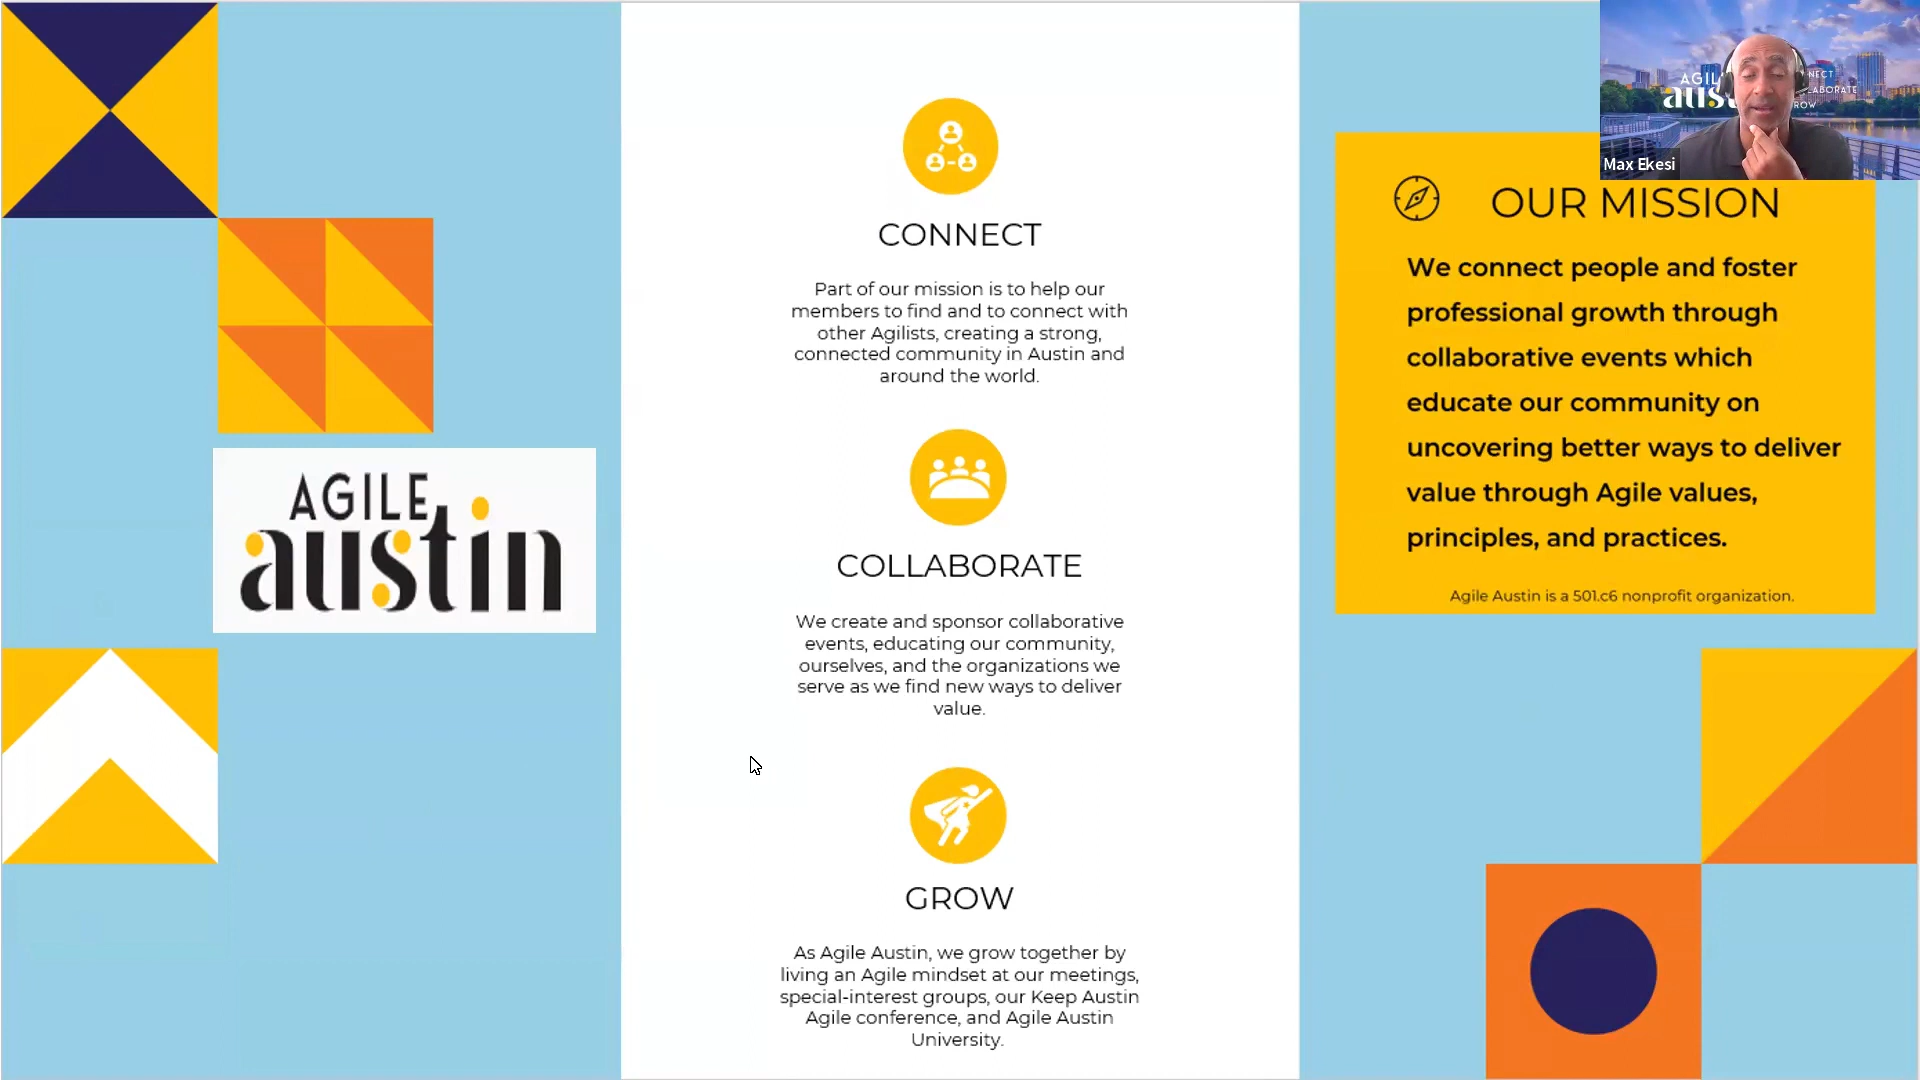 AGILE
austin
CONNECT
Part of our mission is to help our
members to find and to connect with
other Agilists, creating a strong,
connected community in Austin and
around the world.
COLLABORATE
We create and sponsor collaborative
events, educating our community,
ourselves, and the organizations we
serve as we find new ways to deliver
value.
GROW
As Agile Austin, we grow together by
living an Agile mindset at our meetings,
special-interest groups, our Keep Austin
Agile conference, and Agile Austin
University.
Max Ekesi
OUR MISSION
We connect people and foster
professional growth through
collaborative events which
educate our community on
uncovering better ways to deliver
value through Agile values,
principles, and practices.
Agile Austin is a 501.c6 nonprofit organization.